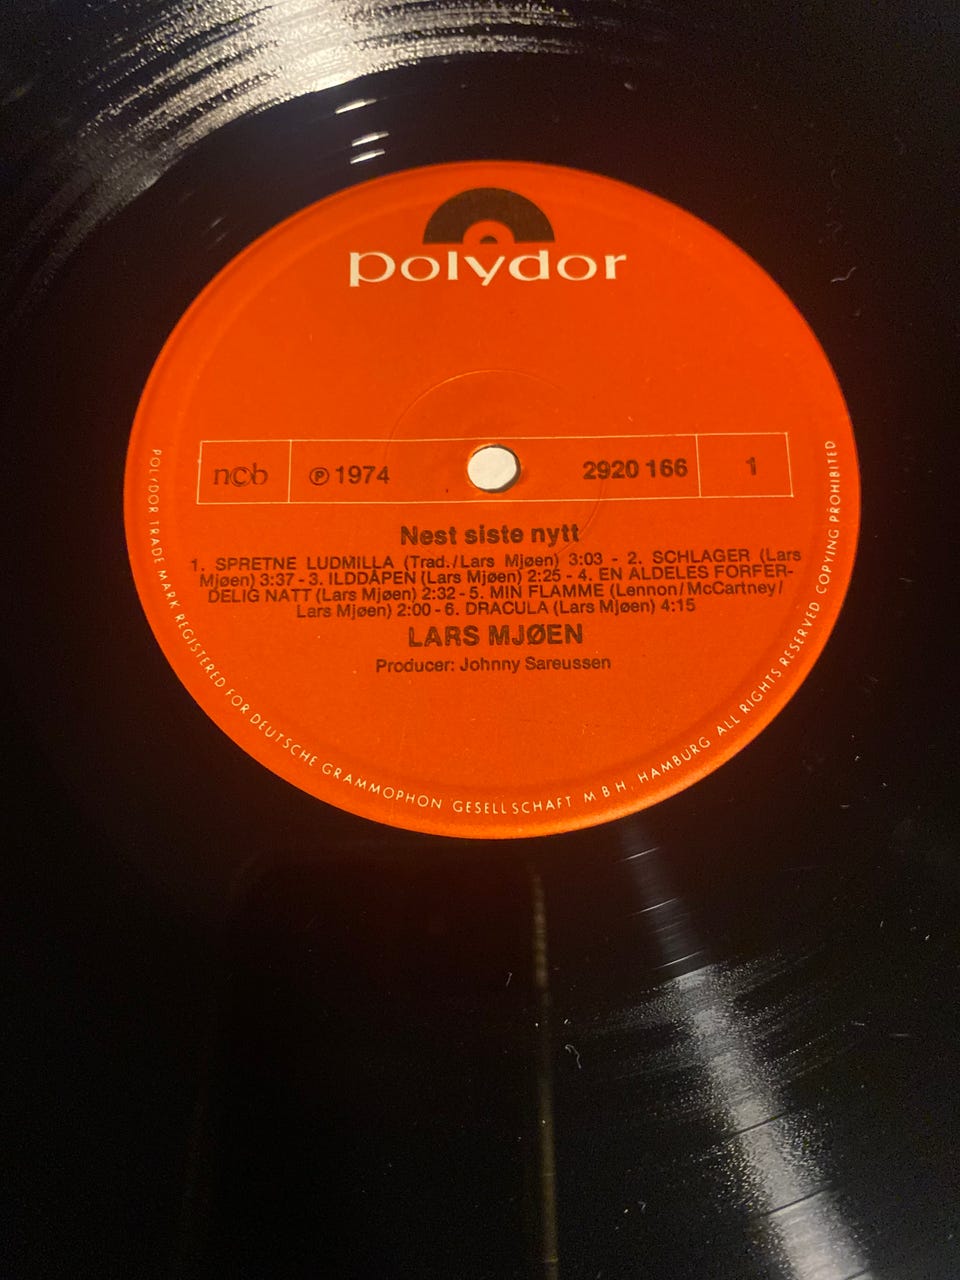 polydor
n©b ℗ 1974 2920 166 1
Nest siste nytt
1. SPRETNE LUDMILLA (Trad./Lars Mjøen) 3:03 - 2. SCHLAGER (Lars
Mjøen) 3:37 - 3. ILDDÅPEN (Lars Mjøen) 2:25 - 4. EN ALDELES FORFER-
DELIG NATT (Lars Mjøen) 2:32 - 5. MIN FLAMME (Lennon/McCartney/
Lars Mjøen) 2:00 - 6. DRACULA (Lars Mjøen) 4:15
LARS MJØEN
Producer: Johnny Sareussen
POLYDOR TRADE MARK REGISTERED FOR DEUTSCHE GRAMMOPHON GESELLSCHAFT M B H, HAMBURG ALL RIGHTS RESERVED COPYING PROHIBITED